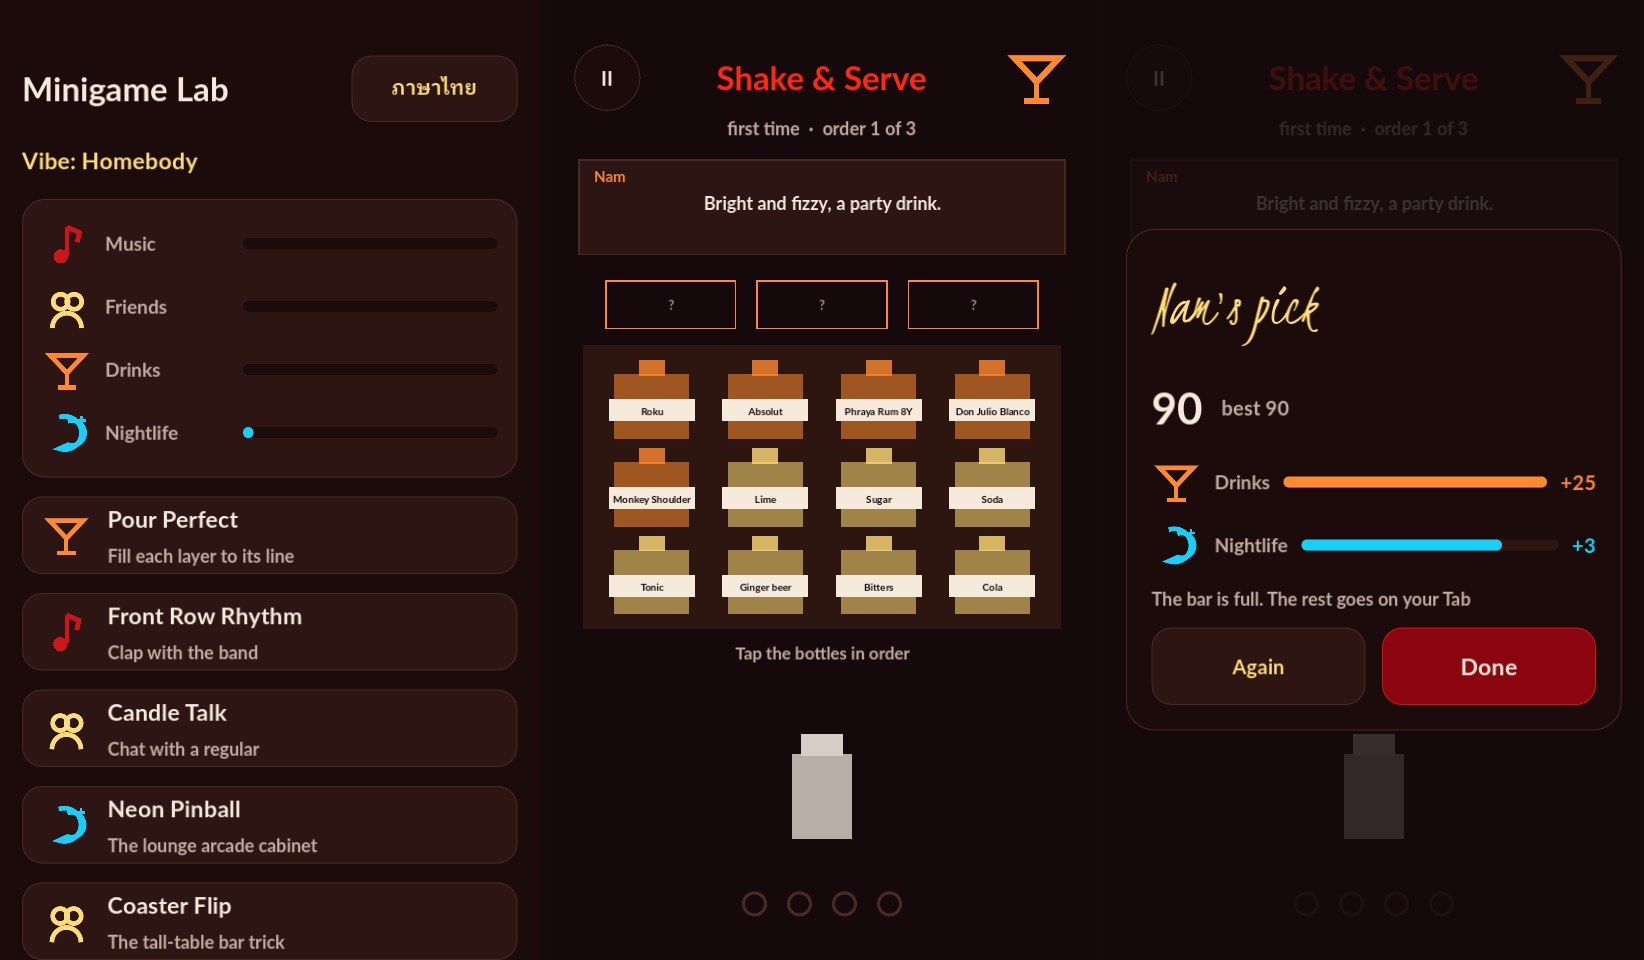 Minigame Lab
ภาษาไทย
Vibe: Homebody
Music
Friends
Drinks
Nightlife
Pour Perfect
Fill each layer to its line
Front Row Rhythm
Clap with the band
Candle Talk
Chat with a regular
Neon Pinball
The lounge arcade cabinet
Coaster Flip
The tall-table bar trick
Shake & Serve
first time · order 1 of 3
Nam
Bright and fizzy, a party drink.
? ? ?
Roku Absolut Phraya Rum 8Y Don Julio Blanco
Monkey Shoulder Lime Sugar Soda
Tonic Ginger beer Bitters Cola
Tap the bottles in order
Shake & Serve
first time · order 1 of 3
Nam
Bright and fizzy, a party drink.
Nam's pick
90 best 90
Drinks +25
Nightlife +3
The bar is full. The rest goes on your Tab
Again
Done